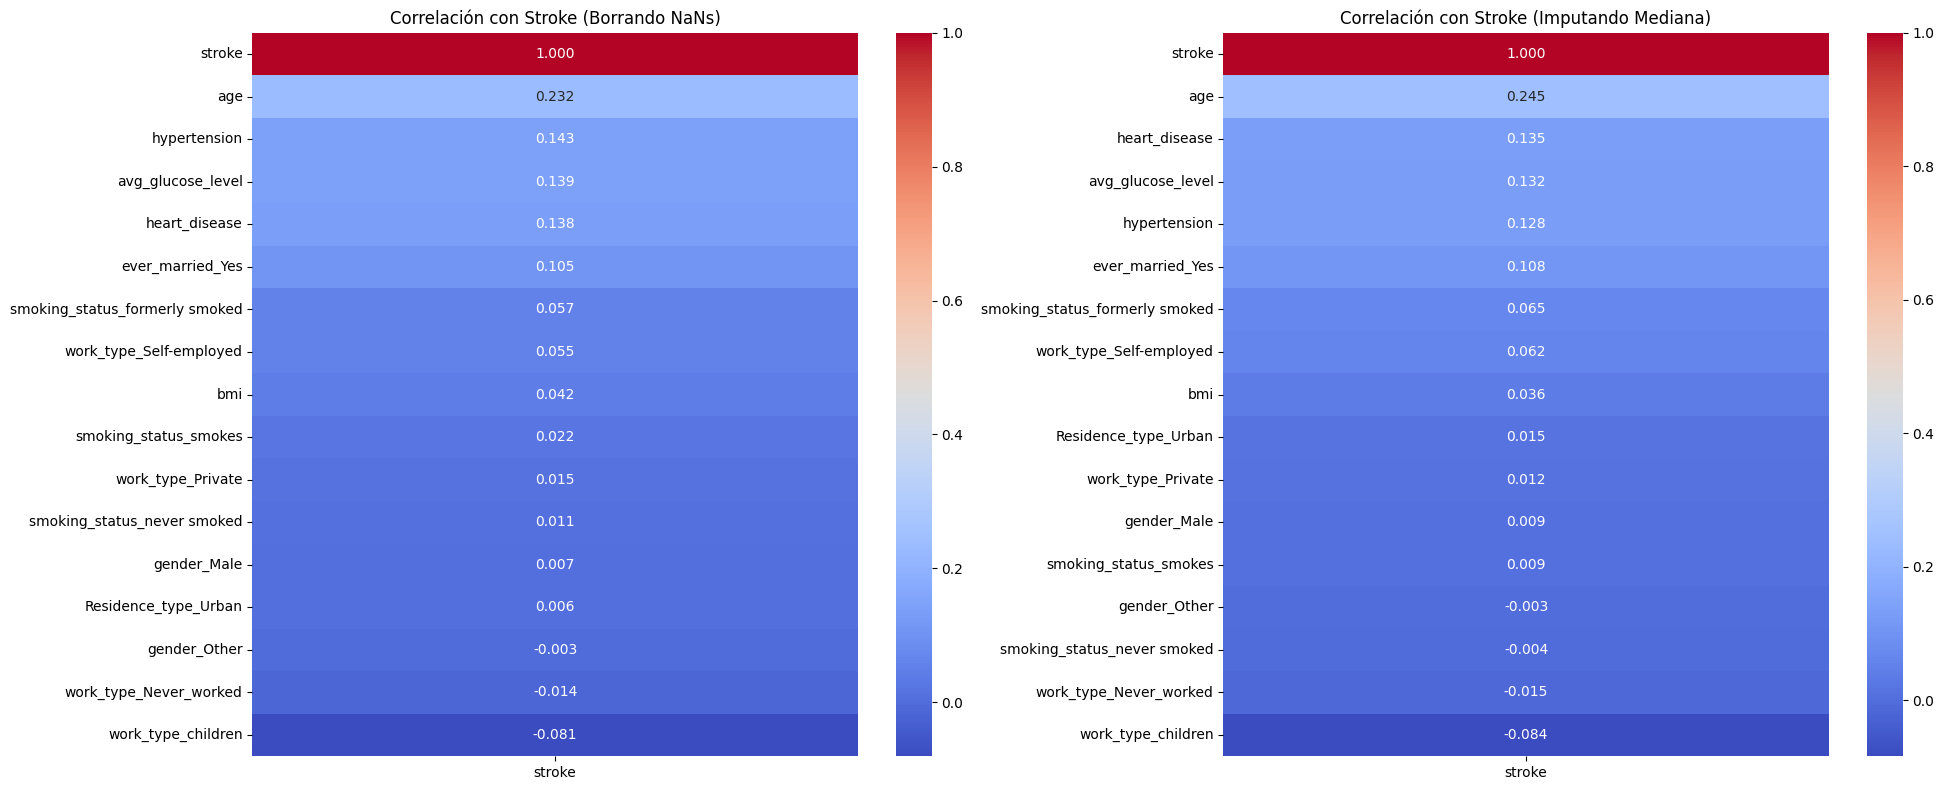 Correlación con Stroke (Borrando NaNs)
stroke 1.000
age 0.232
hypertension 0.143
avg_glucose_level 0.139
heart_disease 0.138
ever_married_Yes 0.105
smoking_status_formerly smoked 0.057
work_type_Self-employed 0.055
bmi 0.042
smoking_status_smokes 0.022
work_type_Private 0.015
smoking_status_never smoked 0.011
gender_Male 0.007
Residence_type_Urban 0.006
gender_Other -0.003
work_type_Never_worked -0.014
work_type_children -0.081
stroke
1.0
0.8
0.6
0.4
0.2
0.0
Correlación con Stroke (Imputando Mediana)
stroke 1.000
age 0.245
heart_disease 0.135
avg_glucose_level 0.132
hypertension 0.128
ever_married_Yes 0.108
smoking_status_formerly smoked 0.065
work_type_Self-employed 0.062
bmi 0.036
Residence_type_Urban 0.015
work_type_Private 0.012
gender_Male 0.009
smoking_status_smokes 0.009
gender_Other -0.003
smoking_status_never smoked -0.004
work_type_Never_worked -0.015
work_type_children -0.084
stroke
1.0
0.8
0.6
0.4
0.2
0.0